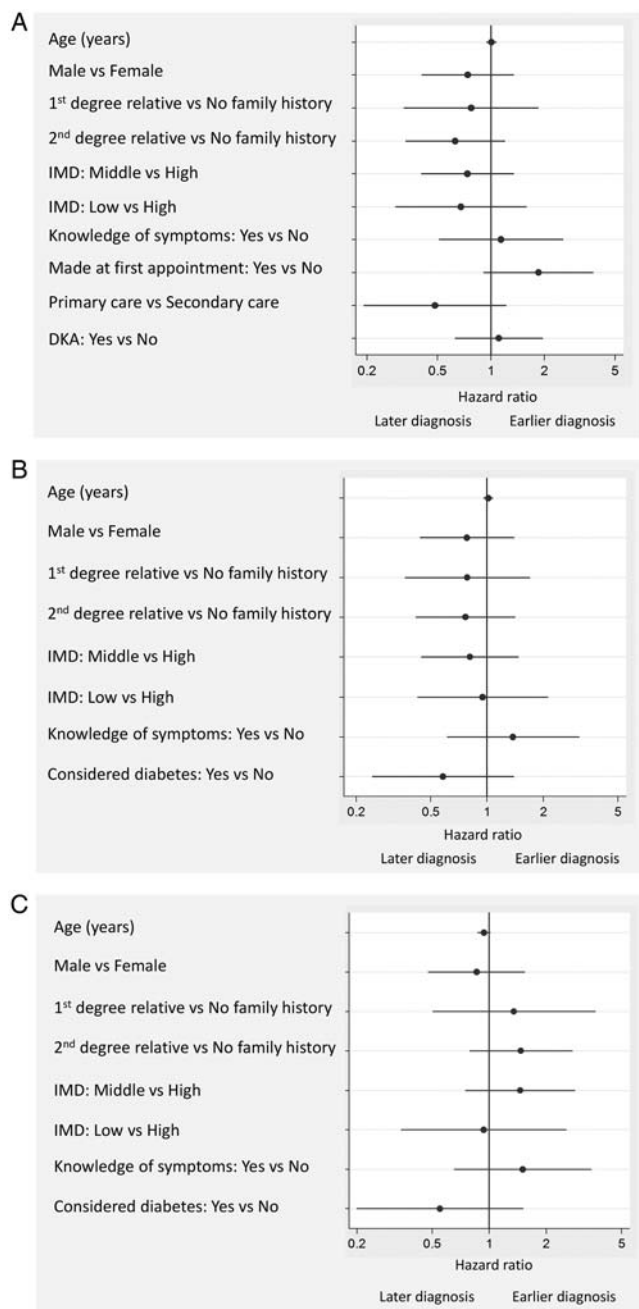 A
Age (years)
Male vs Female
1st degree relative vs No family history
2nd degree relative vs No family history
IMD: Middle vs High
IMD: Low vs High
Knowledge of symptoms: Yes vs No
Made at first appointment: Yes vs No
Primary care vs Secondary care
DKA: Yes vs No
0.2 0.5 1 2 5
Hazard ratio
Later diagnosis Earlier diagnosis
B
Age (years)
Male vs Female
1st degree relative vs No family history
2nd degree relative vs No family history
IMD: Middle vs High
IMD: Low vs High
Knowledge of symptoms: Yes vs No
Considered diabetes: Yes vs No
0.2 0.5 1 2 5
Hazard ratio
Later diagnosis Earlier diagnosis
C
Age (years)
Male vs Female
1st degree relative vs No family history
2nd degree relative vs No family history
IMD: Middle vs High
IMD: Low vs High
Knowledge of symptoms: Yes vs No
Considered diabetes: Yes vs No
0.2 0.5 1 2 5
Hazard ratio
Later diagnosis Earlier diagnosis